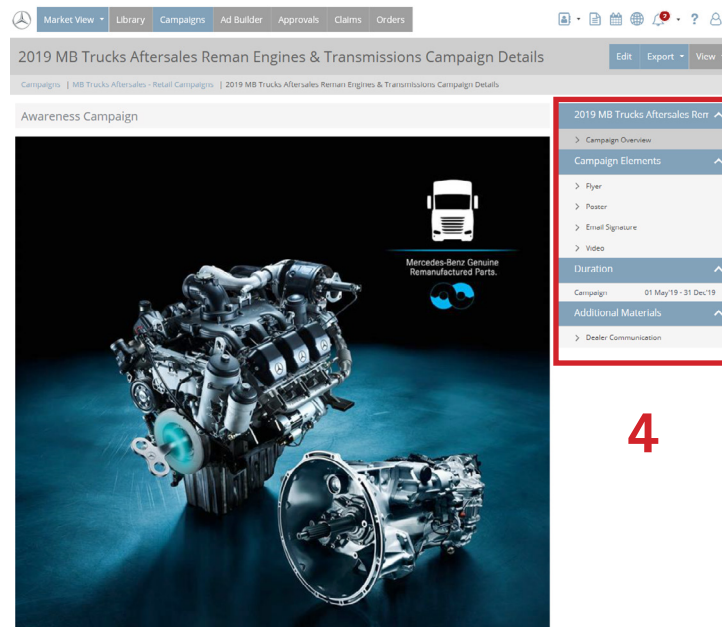 Market View Library Campaigns Ad Builder Approvals Claims Orders
2 ?
2019 MB Trucks Aftersales Reman Engines & Transmissions Campaign Details
Edit Export View
Campaigns | MB Trucks Aftersales - Retail Campaigns | 2019 MB Trucks Aftersales Reman Engines & Transmissions Campaign Details
Awareness Campaign
Mercedes-Benz Genuine
Remanufactured Parts.
2019 MB Trucks Aftersales Rem
> Campaign Overview
Campaign Elements
> Flyer
> Poster
> Email Signature
> Video
Duration
Campaign 01 May'19 - 31 Dec'19
Additional Materials
> Dealer Communication
4